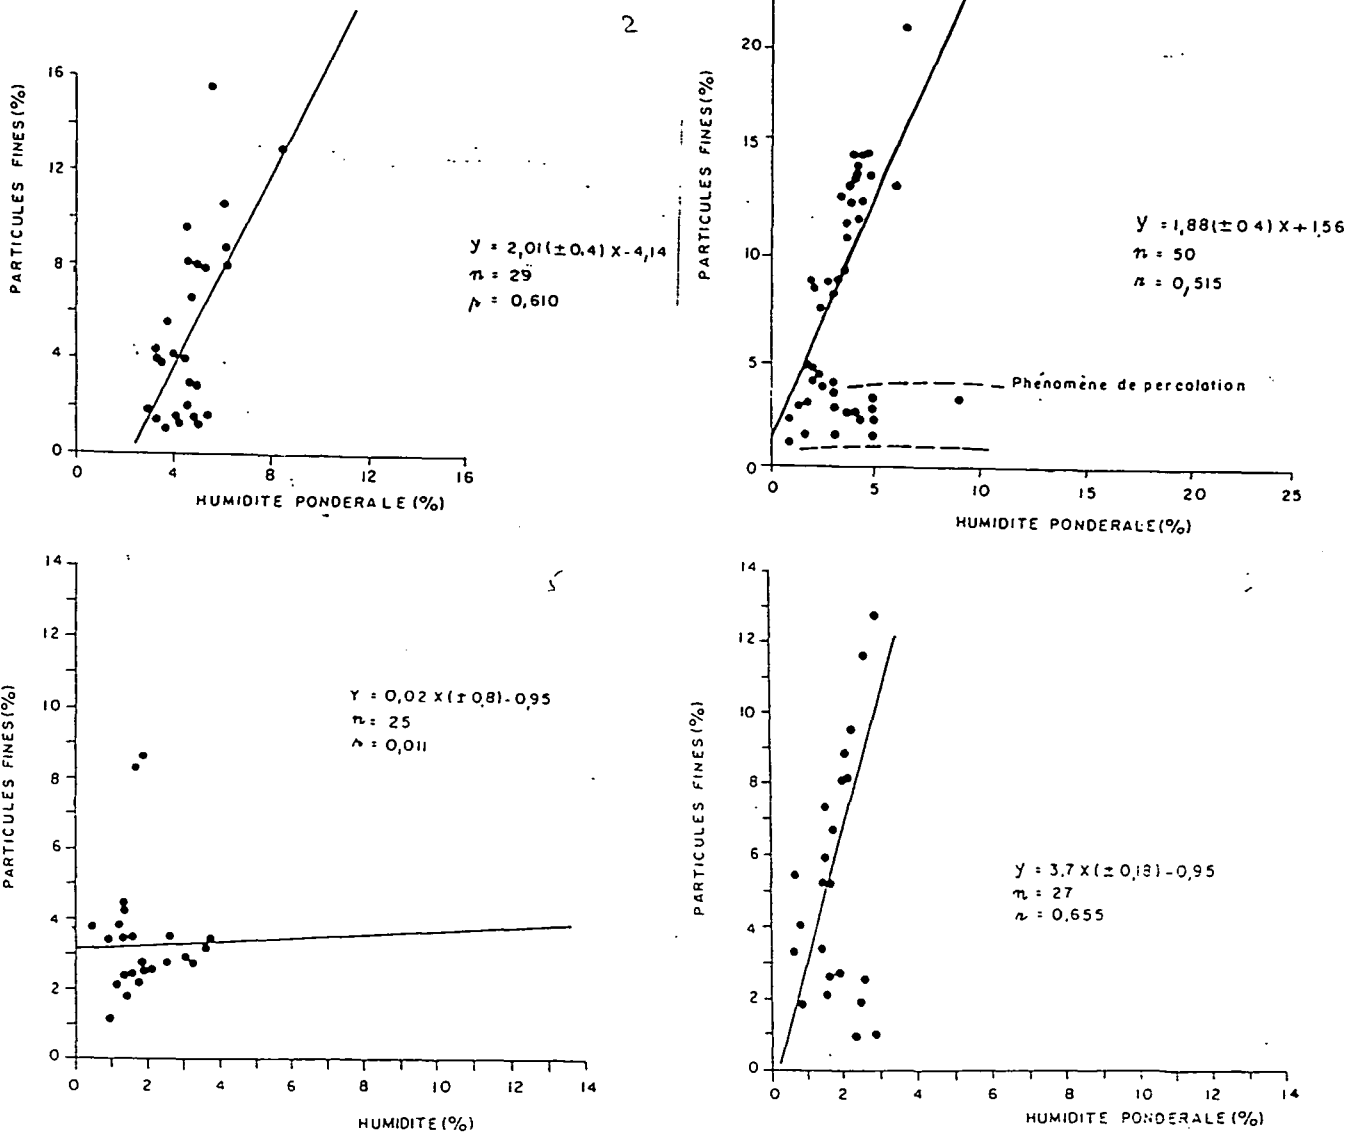 2
PARTICULES FINES (%)
16
12
8
4
0
y = 2,01(±0.4) X - 4,14
n = 29
r = 0,610
0 4 8 12 16
HUMIDITE PONDERALE (%)
PARTICULES FINES (%)
20
15
10
5
0
y = 1,88(±0.4) X + 1,56
n = 50
r = 0,515
Phénomène de percolation
0 5 10 15 20 25
HUMIDITE PONDERALE (%)
5
PARTICULES FINES (%)
14
12
10
8
6
4
2
0
Y = 0,02 X (± 0,8) - 0,95
n = 25
r = 0,011
0 2 4 6 8 10 12 14
HUMIDITE (%)
PARTICULES FINES (%)
14
12
10
8
6
4
2
0
y = 3,7 X (± 0,18) - 0,95
n = 27
r = 0,655
0 2 4 6 8 10 12 14
HUMIDITE PONDERALE (%)